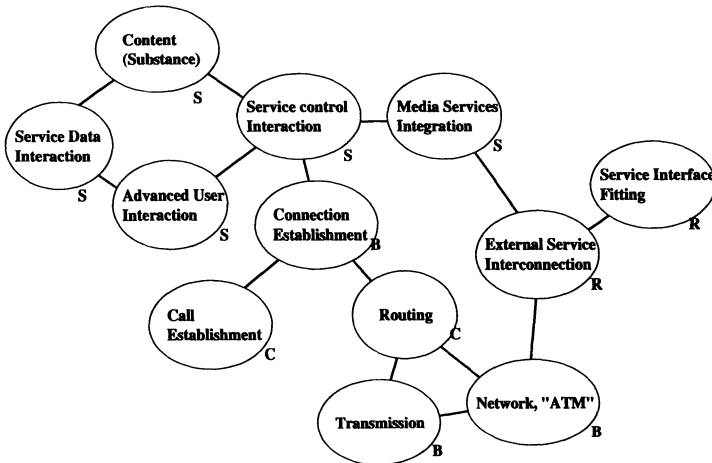 Content
(Substance)
S
Service Data
Interaction
S
Advanced User
Interaction
S
Service control
Interaction
S
Media Services
Integration
S
Service Interface
Fitting
R
Connection
Establishment
B
External Service
Interconnection
R
Call
Establishment
C
Routing
C
Transmission
B
Network, "ATM"
B